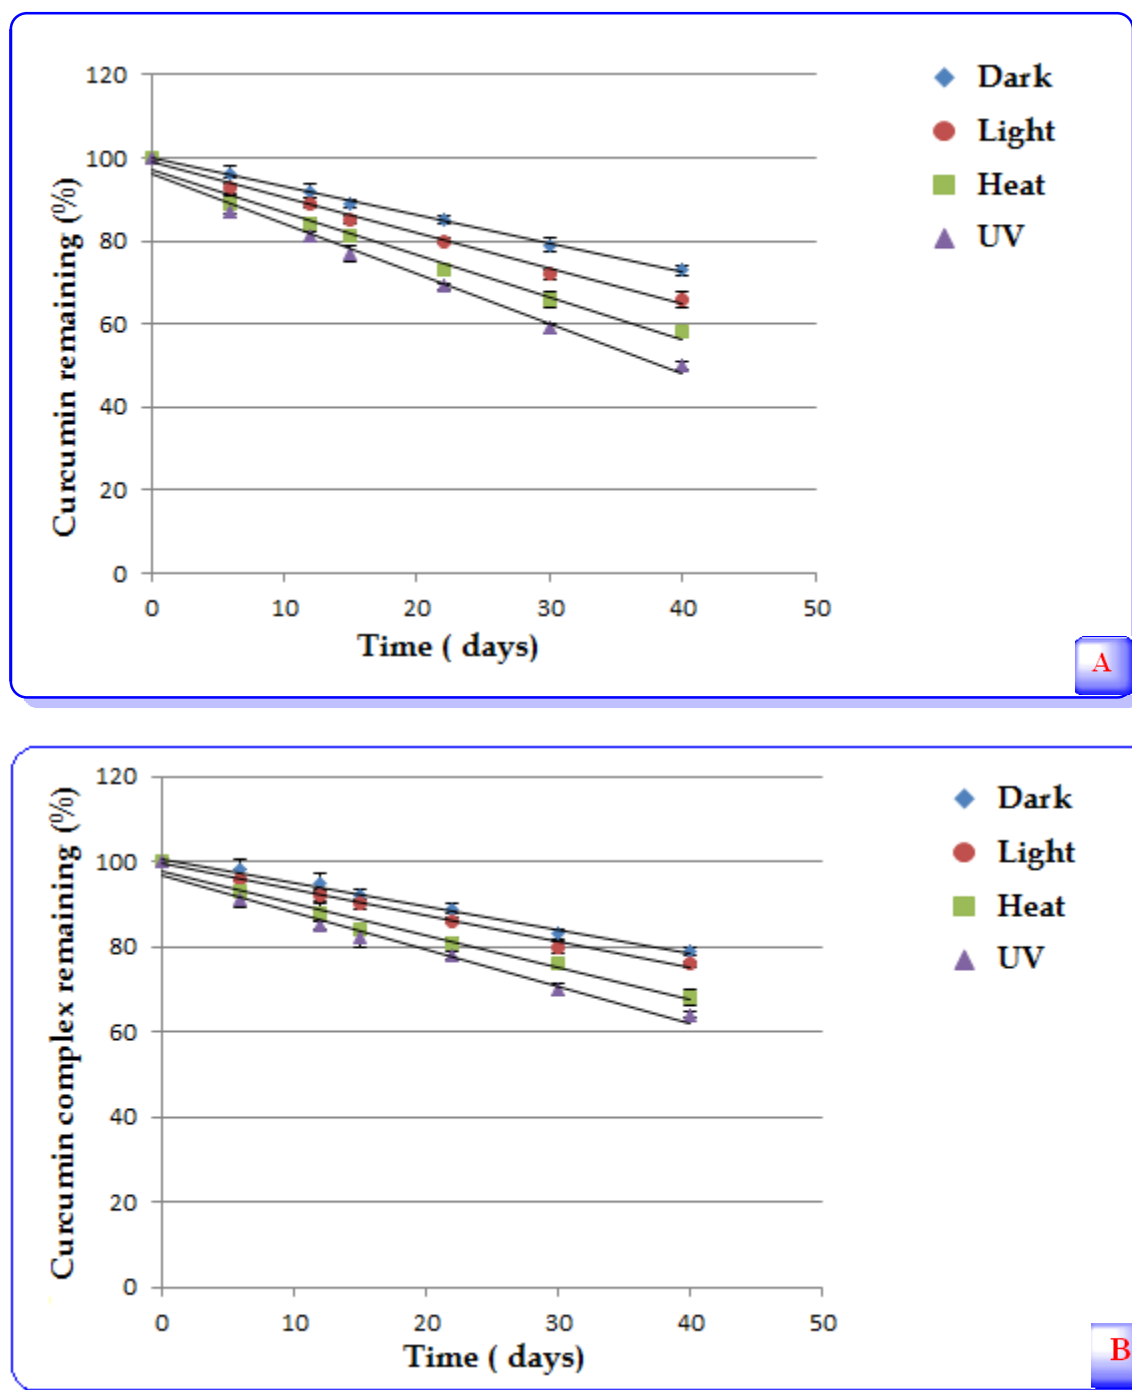 Curcumin remaining (%)
120
100
80
60
40
20
0
0 10 20 30 40 50
Time ( days)
Dark
Light
Heat
UV
A
Curcumin complex remaining (%)
120
100
80
60
40
20
0
0 10 20 30 40 50
Time ( days)
Dark
Light
Heat
UV
B